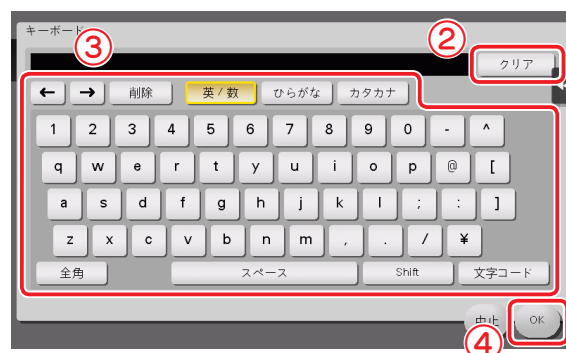 キーボード
③ ②
クリア
← → 削除 英/数 ひらがな カタカナ
1 2 3 4 5 6 7 8 9 0 - ^
q w e r t y u i o p @ [
a s d f g h j k l ; : ]
z x c v b n m , . / ¥
全角 スペース Shift 文字コード
中止 OK
④